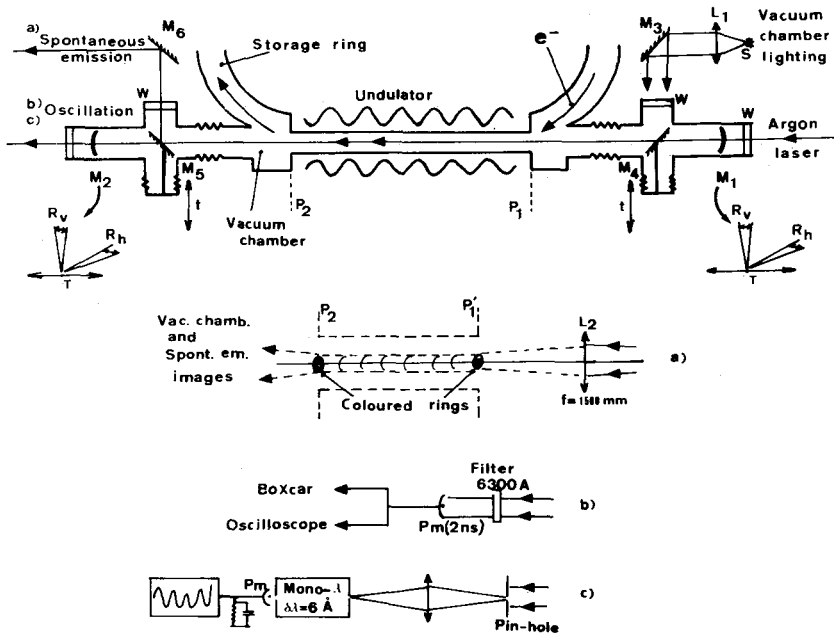 a) Spontaneous emission
M6
Storage ring
e-
M3
L1
S
Vacuum chamber lighting
Undulator
b) Oscillation
c)
W
W
W
Argon laser
M2
M5
t
Vacuum chamber
P2
P1
M4
t
M1
Rv
Rh
T
Rv
Rh
T
Vac. chamb. and Spont. em. images
P2
P'1
L2
a)
Coloured rings
f=1500 mm
Filter 6300 A
BoXcar
Oscilloscope
Pm(2ns)
b)
Pm
Mono-λ
δλ=6 Å
Pin-hole
c)